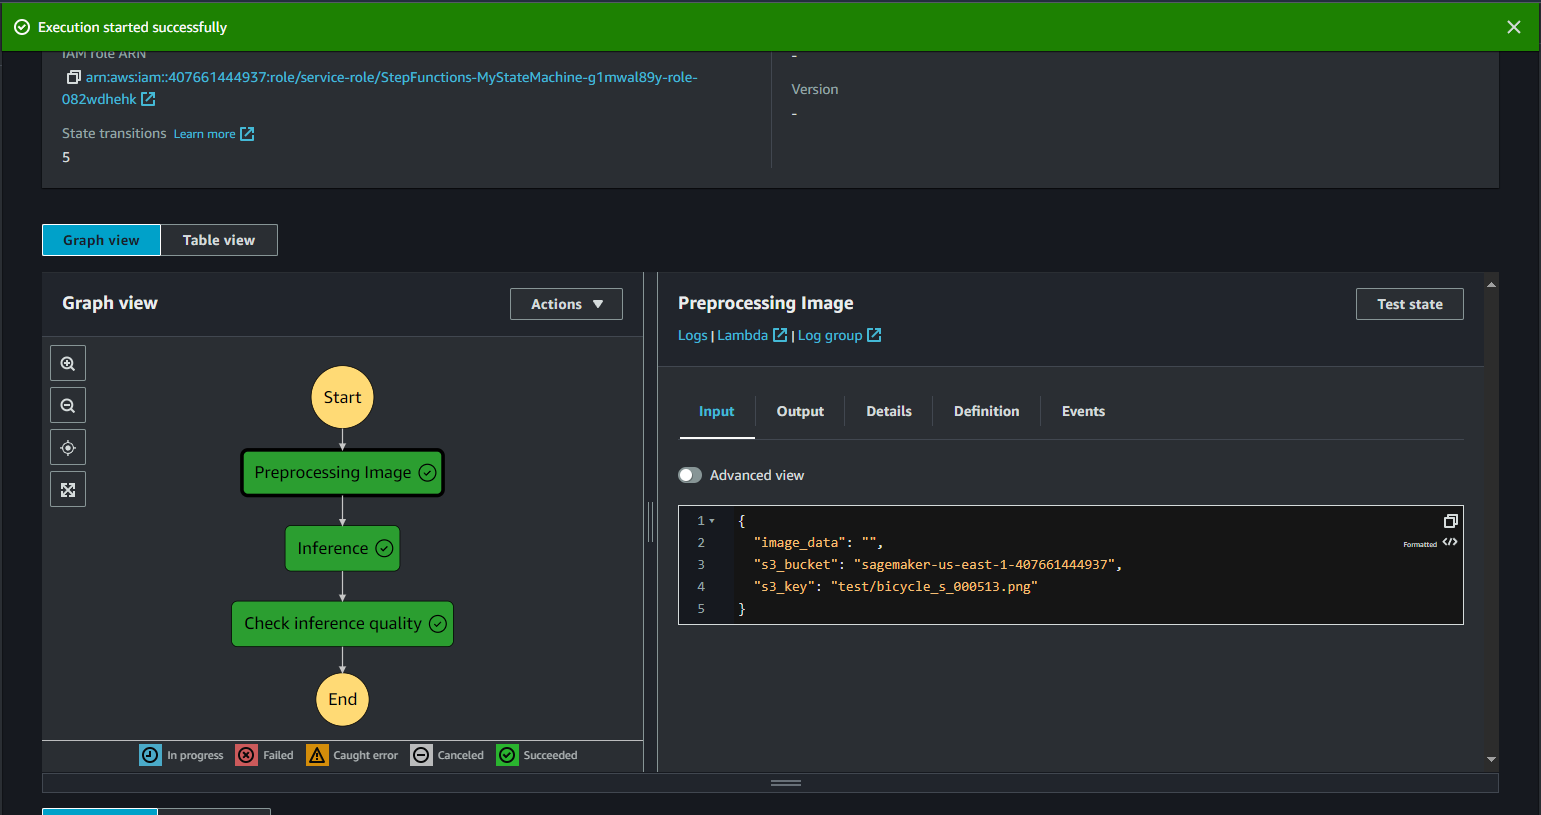 Execution started successfully
IAM role ARN
arn:aws:iam::407661444937:role/service-role/StepFunctions-MyStateMachine-g1mwal89y-role-
082wdhehk
State transitions Learn more
5
-
Version
-
Graph view
Table view
Graph view
Actions
Start
Preprocessing Image
Inference
Check inference quality
End
In progress
Failed
Caught error
Canceled
Succeeded
Preprocessing Image
Test state
Logs | Lambda | Log group
Input
Output
Details
Definition
Events
Advanced view
1 {
2 "image_data": "",
3 "s3_bucket": "sagemaker-us-east-1-407661444937",
4 "s3_key": "test/bicycle_s_000513.png"
5 }
Formatted